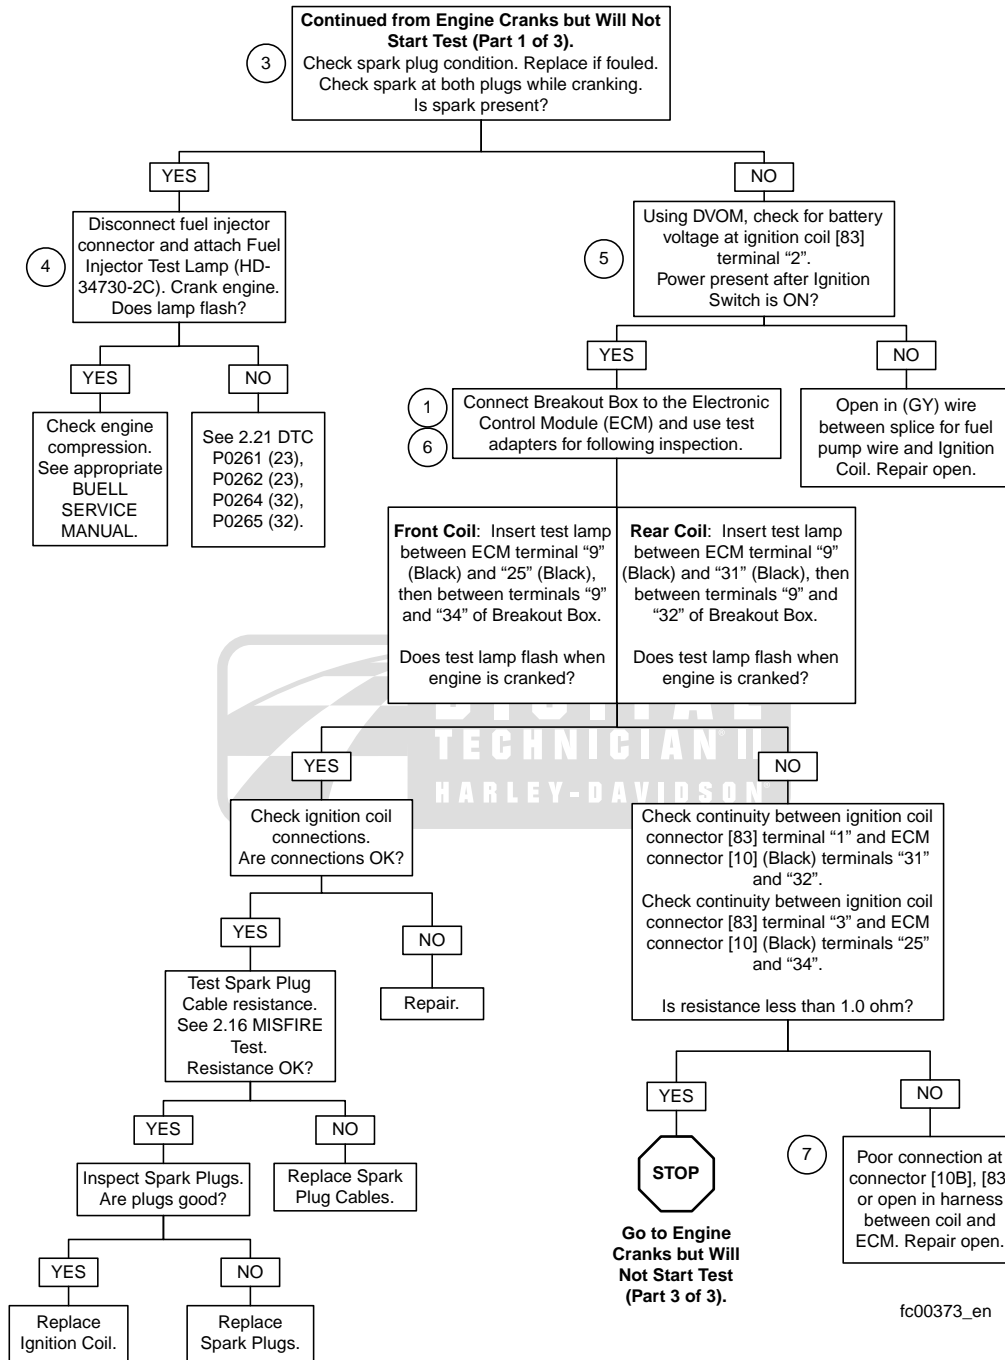 Continued from Engine Cranks but Will Not
Start Test (Part 1 of 3).
3
Check spark plug condition. Replace if fouled.
Check spark at both plugs while cranking.
Is spark present?
YES
NO
Disconnect fuel injector
connector and attach Fuel
Injector Test Lamp (HD-
34730-2C). Crank engine.
Does lamp flash?
4
Using DVOM, check for battery
voltage at ignition coil [83]
terminal “2”.
Power present after Ignition
Switch is ON?
5
YES
NO
YES
NO
Check engine
compression.
See appropriate
BUELL
SERVICE
MANUAL.
See 2.21 DTC
P0261 (23),
P0262 (23),
P0264 (32),
P0265 (32).
1
6
Connect Breakout Box to the Electronic
Control Module (ECM) and use test
adapters for following inspection.
Open in (GY) wire
between splice for fuel
pump wire and Ignition
Coil. Repair open.
Front Coil: Insert test lamp
between ECM terminal “9”
(Black) and “25” (Black),
then between terminals “9”
and “34” of Breakout Box.
Does test lamp flash when
engine is cranked?
Rear Coil: Insert test lamp
between ECM terminal “9”
(Black) and “31” (Black), then
between terminals “9” and
“32” of Breakout Box.
Does test lamp flash when
engine is cranked?
DIGITAL
TECHNICIAN II
HARLEY-DAVIDSON
YES
NO
Check ignition coil
connections.
Are connections OK?
Check continuity between ignition coil
connector [83] terminal “1” and ECM
connector [10] (Black) terminals “31”
and “32”.
Check continuity between ignition coil
connector [83] terminal “3” and ECM
connector [10] (Black) terminals “25”
and “34”.
Is resistance less than 1.0 ohm?
YES
NO
Test Spark Plug
Cable resistance.
See 2.16 MISFIRE
Test.
Resistance OK?
Repair.
YES
NO
YES
NO
Inspect Spark Plugs.
Are plugs good?
Replace Spark
Plug Cables.
STOP
Go to Engine
Cranks but Will
Not Start Test
(Part 3 of 3).
7
Poor connection at
connector [10B], [83
or open in harness
between coil and
ECM. Repair open.
YES
NO
Replace
Ignition Coil.
Replace
Spark Plugs.
fc00373_en